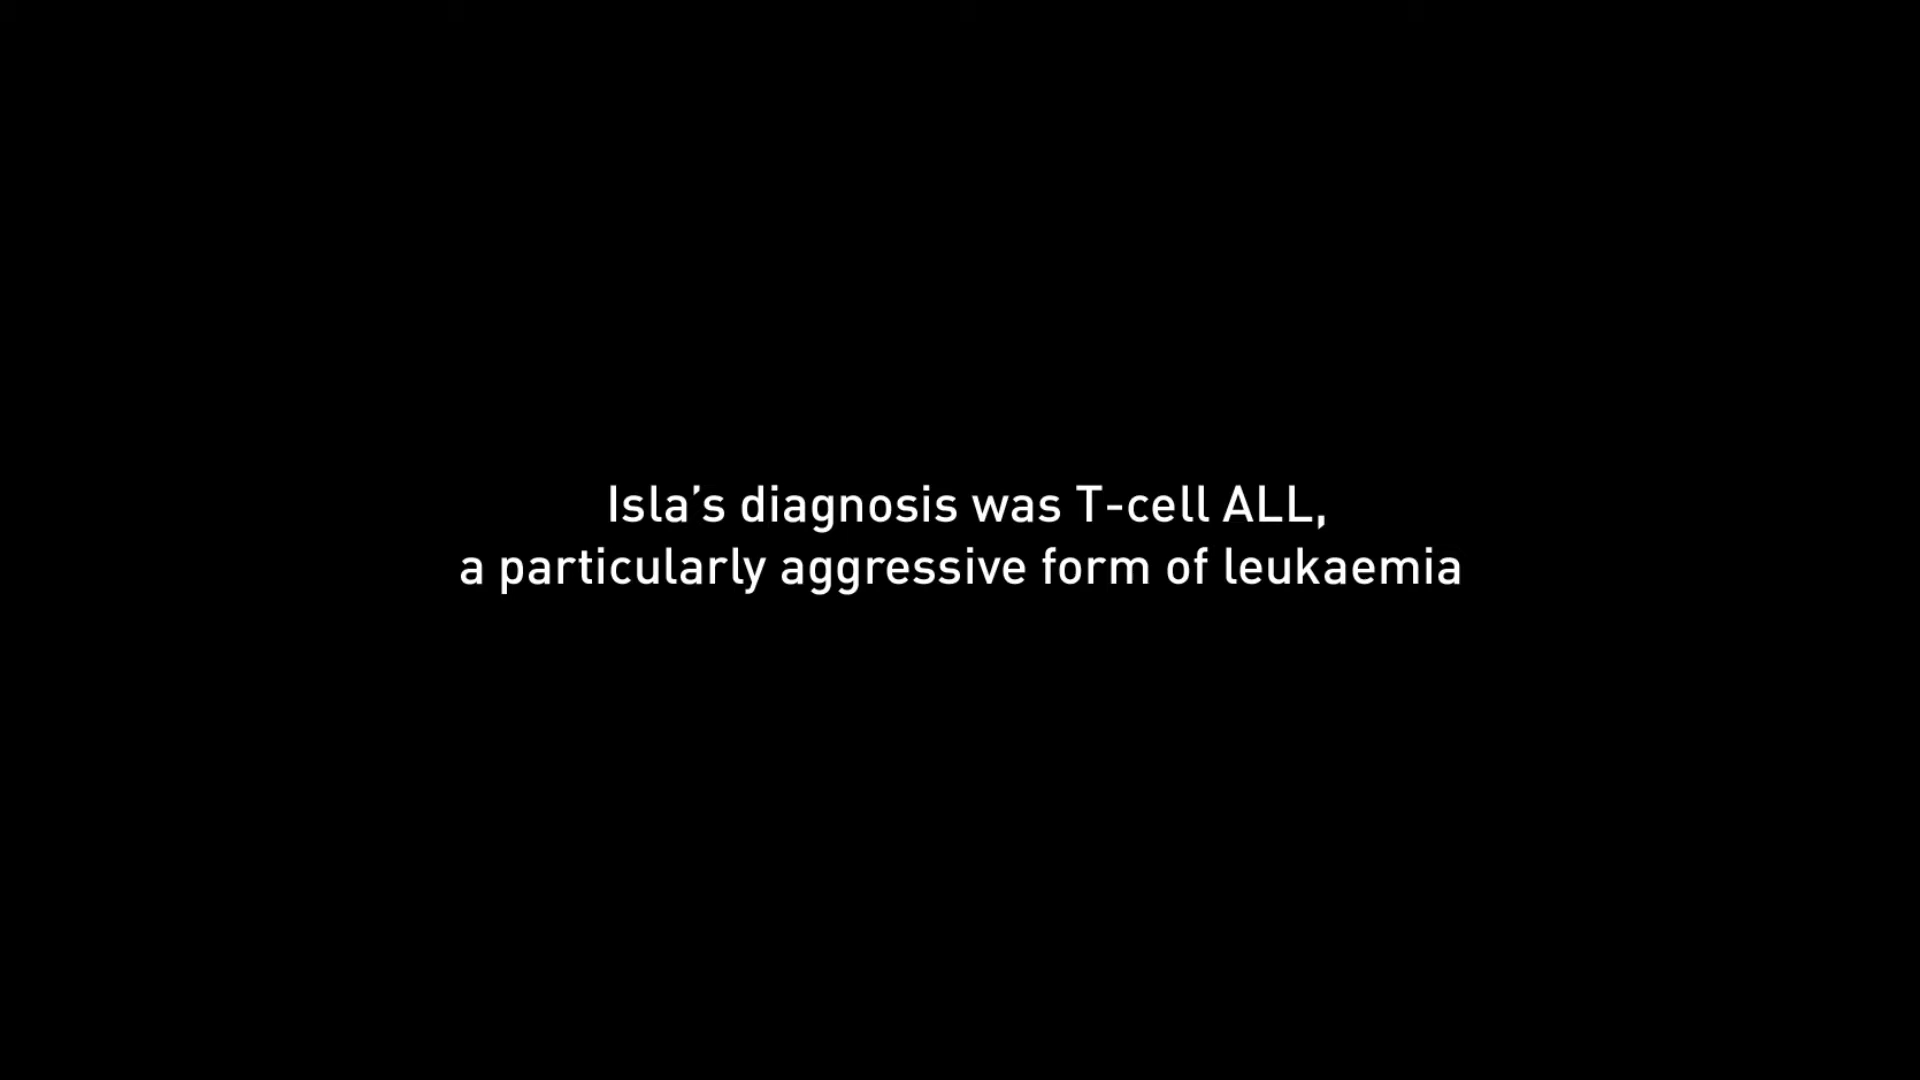 Isla’s diagnosis was T-cell ALL,
a particularly aggressive form of leukaemia